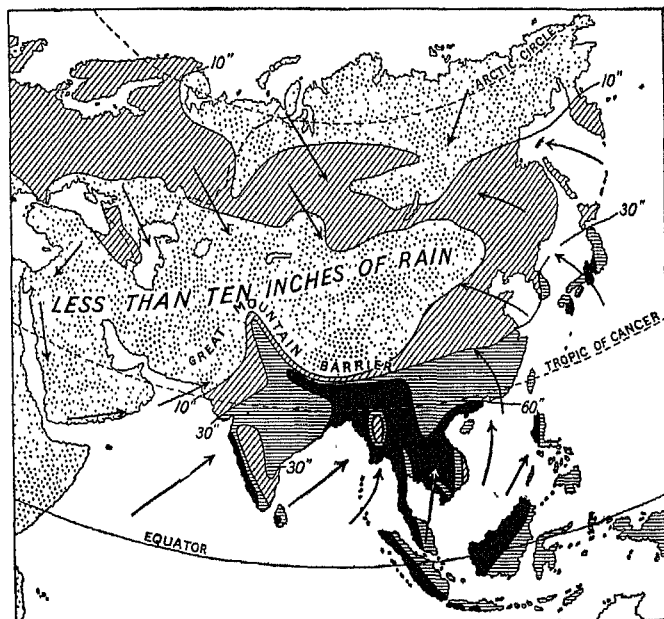 10"
ARCTIC CIRCLE
10"
30"
LESS THAN TEN INCHES OF RAIN
GREAT MOUNTAIN BARRIER
TROPIC OF CANCER
10"
60"
30"
30"
EQUATOR